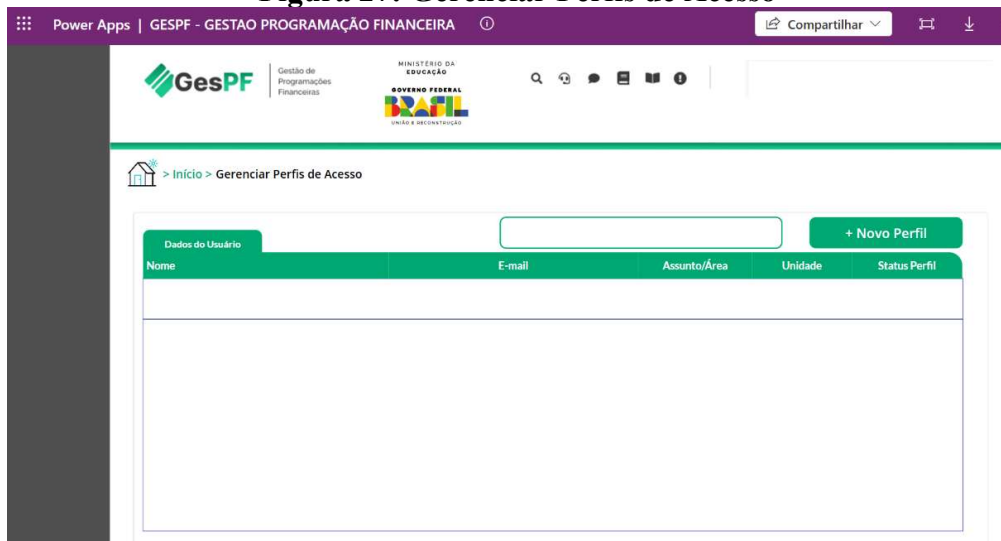 Power Apps | GESPF - GESTAO PROGRAMAÇÃO FINANCEIRA
Compartilhar
GesPF
Gestão de
Programações
Financeiras
MINISTÉRIO DA
EDUCAÇÃO
GOVERNO FEDERAL
BRASIL
UNIÃO E RECONSTRUÇÃO
> Início > Gerenciar Perfis de Acesso
+ Novo Perfil
Dados do Usuário
Nome E-mail Assunto/Área Unidade Status Perfil